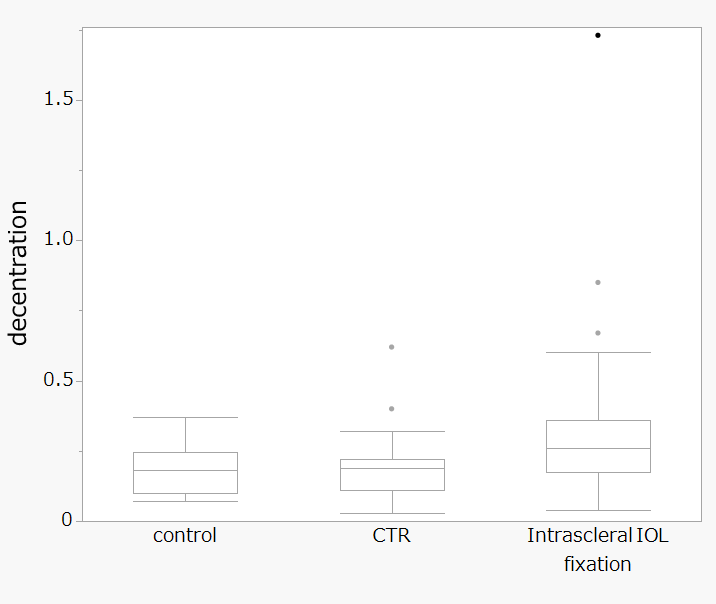 1.5
1.0
0.5
0
decentration
control
CTR
Intrascleral IOL
fixation